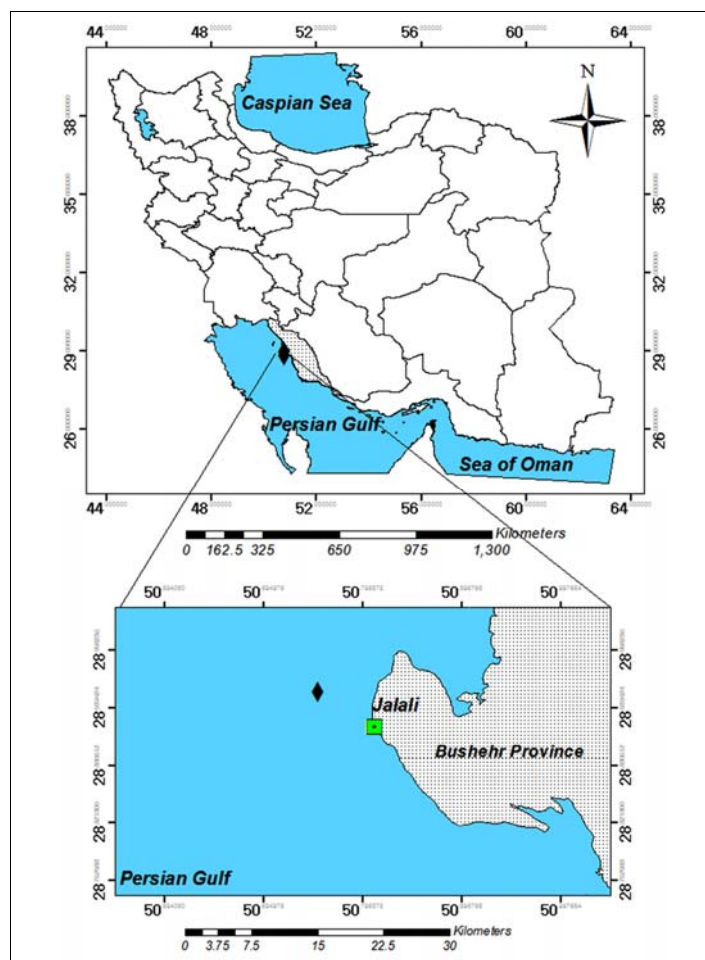 44 48 52 56 60 64
Caspian Sea
N
38
35
32
29
26
Persian Gulf
Sea of Oman
44 48 52 56 60 64
38
35
32
29
26
Kilometers
0 162.5 325 650 975 1,300
50 50 50 50 50
28
28
28
28
28
Jalali
Bushehr Province
Persian Gulf
28
28
28
28
28
50 50 50 50 50
Kilometers
0 3.75 7.5 15 22.5 30